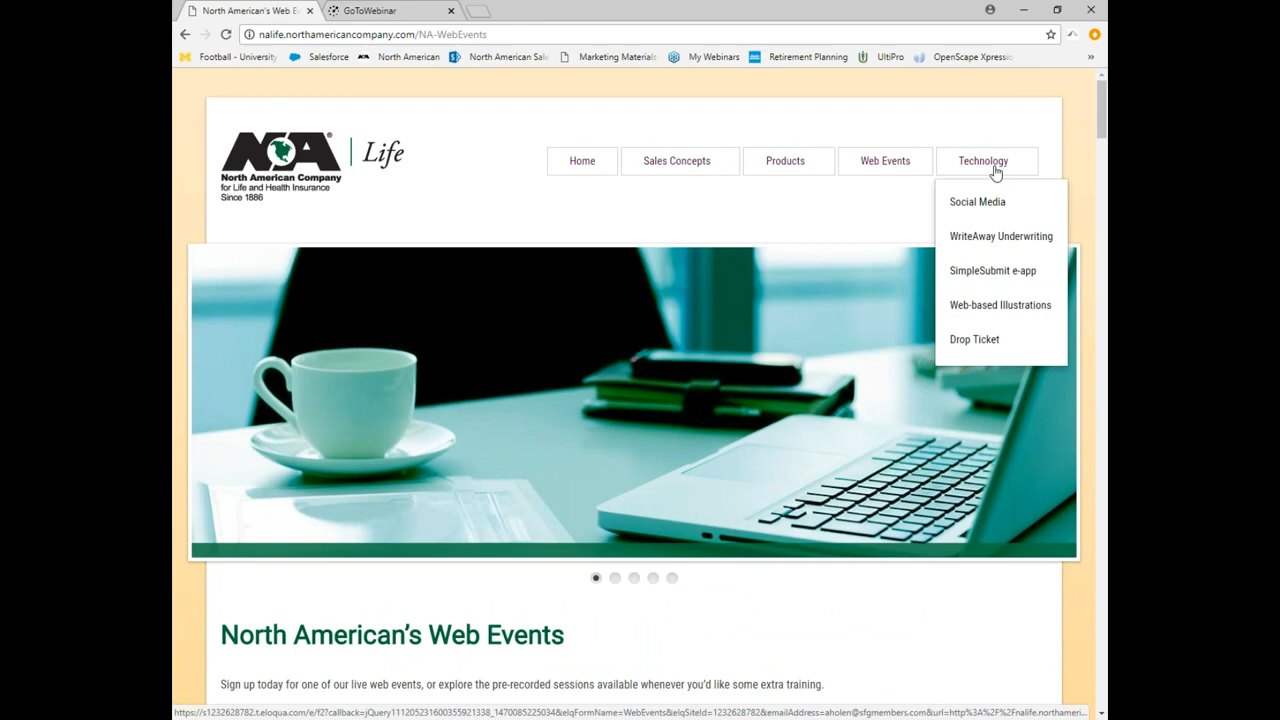 North American's Web E
GoToWebinar
nalife.northamericancompany.com/NA-WebEvents
Football - University
Salesforce
North American
North American Sale
Marketing Materials
My Webinars
Retirement Planning
UltiPro
OpenScape Xpressio
»
NA®
North American Company
for Life and Health Insurance
Since 1886
Life
Home
Sales Concepts
Products
Web Events
Technology
Social Media
WriteAway Underwriting
SimpleSubmit e-app
Web-based Illustrations
Drop Ticket
North American's Web Events
Sign up today for one of our live web events, or explore the pre-recorded sessions available whenever you'd like some extra training.
https://s1232628782.t.eloqua.com/e/f2?callback=jQuery111205231600355921338_1470085225034&elqFormName=WebEvents&elqSiteId=1232628782&emailAddress=aholen@sfgmembers.com&url=http%3A%2F%2Fnalife.northameri...